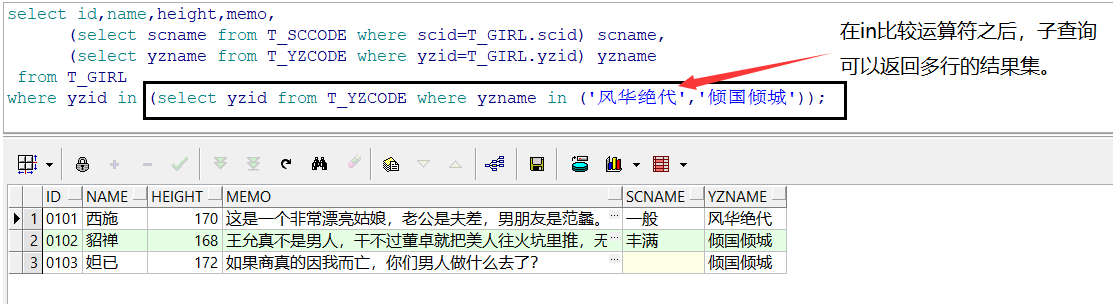 select id,name,height,memo,
(select scname from T_SCCODE where scid=T_GIRL.scid) scname,
(select yzname from T_YZCODE where yzid=T_GIRL.yzid) yzname
from T_GIRL
where yzid in (select yzid from T_YZCODE where yzname in ('风华绝代','倾国倾城'));
在in比较运算符之后，子查询
可以返回多行的结果集。
ID NAME HEIGHT MEMO SCNAME YZNAME
1 0101 西施 170 这是一个非常漂亮姑娘，老公是夫差，男朋友是范蠡。 ... 一般 风华绝代
2 0102 貂禅 168 王允真不是男人，干不过董卓就把美人往火坑里推，无 ... 丰满 倾国倾城
3 0103 妲已 172 如果商真的因我而亡，你们男人做什么去了？ ... 倾国倾城